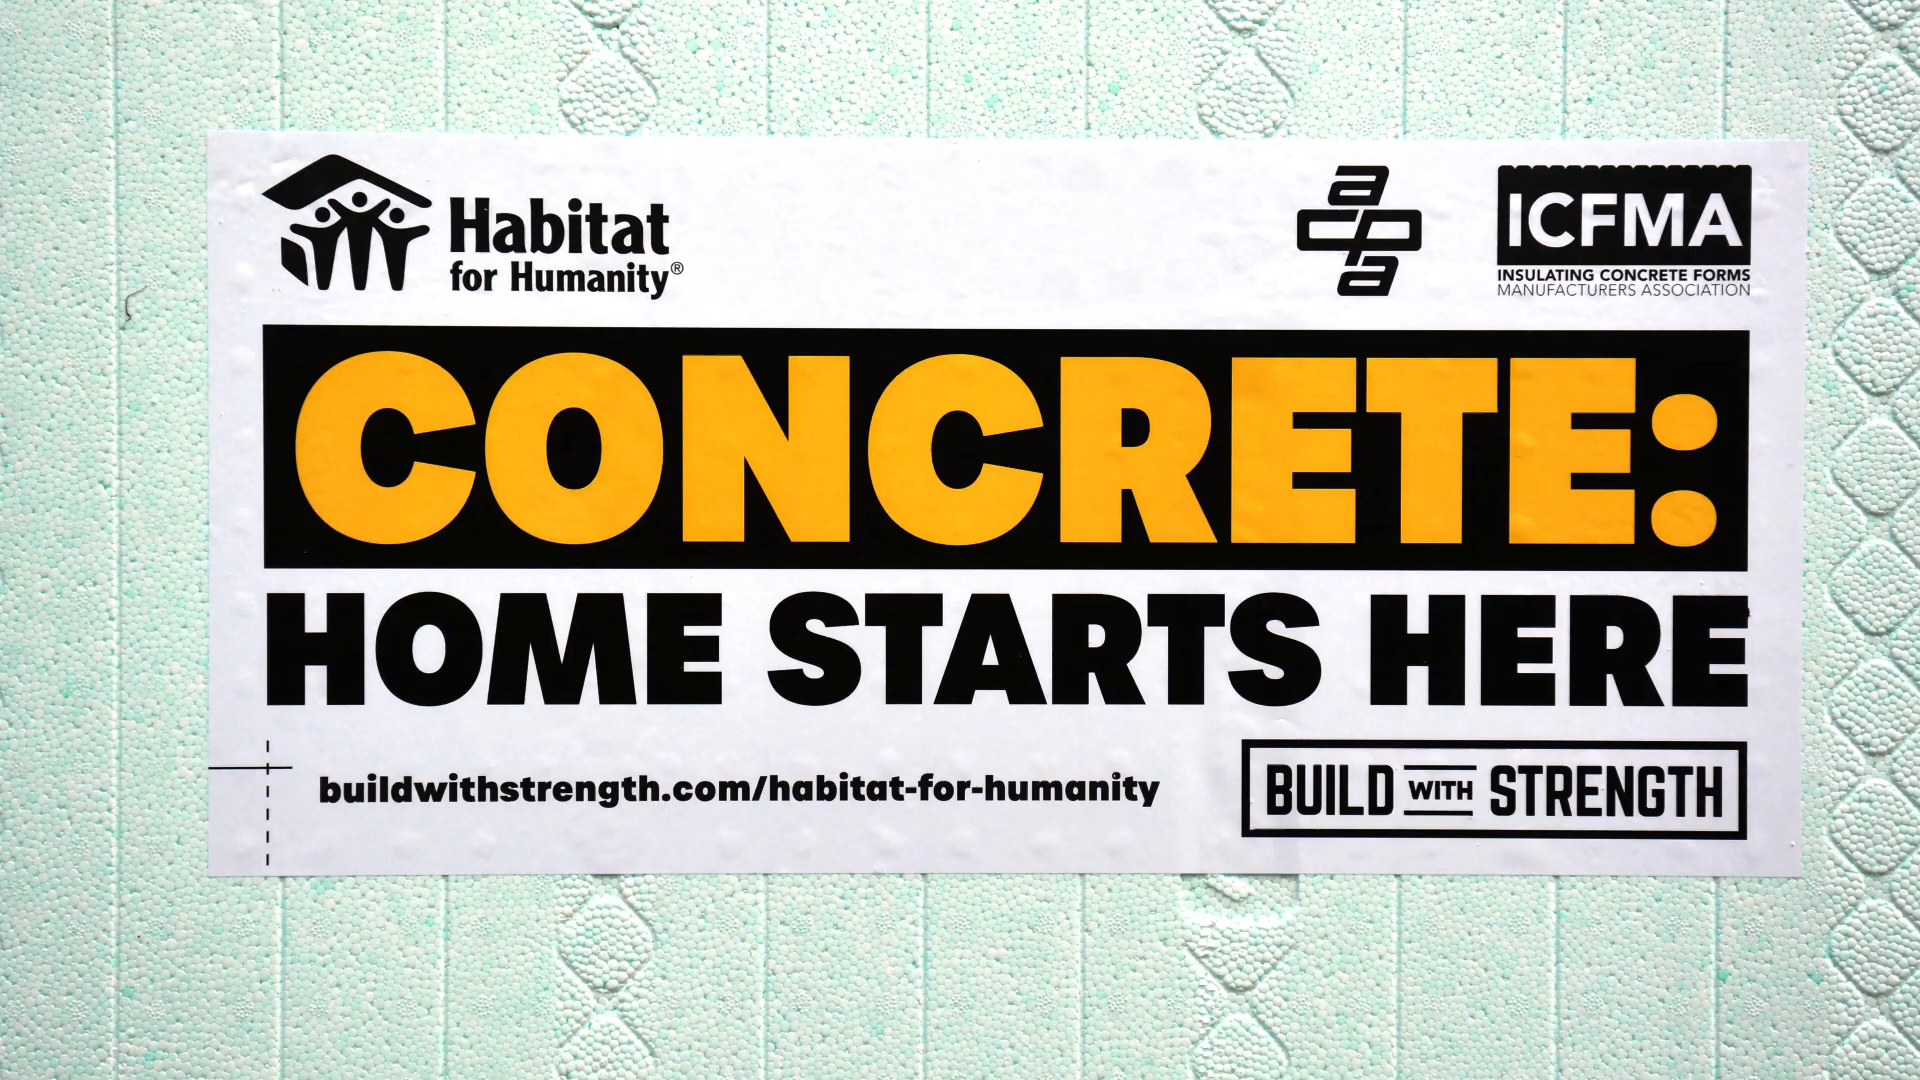 Habitat
for Humanity®
acpa
ICFMA
INSULATING CONCRETE FORMS
MANUFACTURERS ASSOCIATION
CONCRETE:
HOME STARTS HERE
buildwithstrength.com/habitat-for-humanity
BUILD WITH STRENGTH